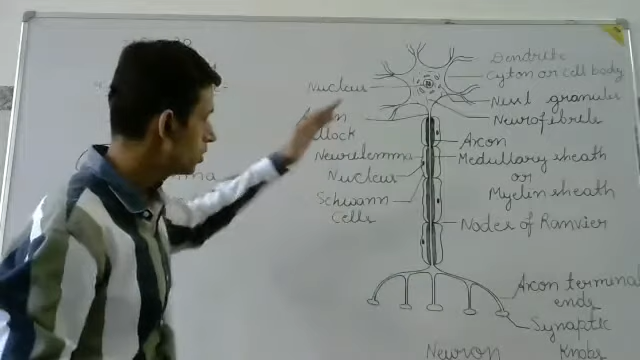 Dendrite
Nucleus
Cyton or cell body
Nissl granules
Neurofibrils
Axon
Neurilemma
Medullary sheath
or
Nucleus
Myelin sheath
Schwann
Cells
Nodes of Ranvier
Axon terminal
ends
Synaptic
Knobs
Neuron